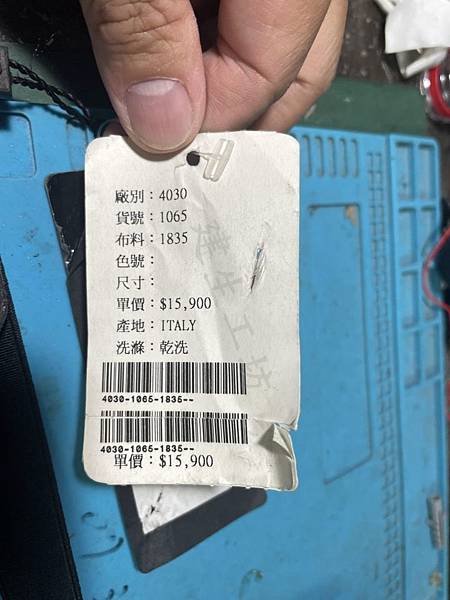 廠別：4030
貨號：1065
布料：1835
色號：
尺寸：
單價：$15,900
產地：ITALY
洗滌：乾洗
4030-1065-1835--
4030-1065-1835--
單價：$15,900